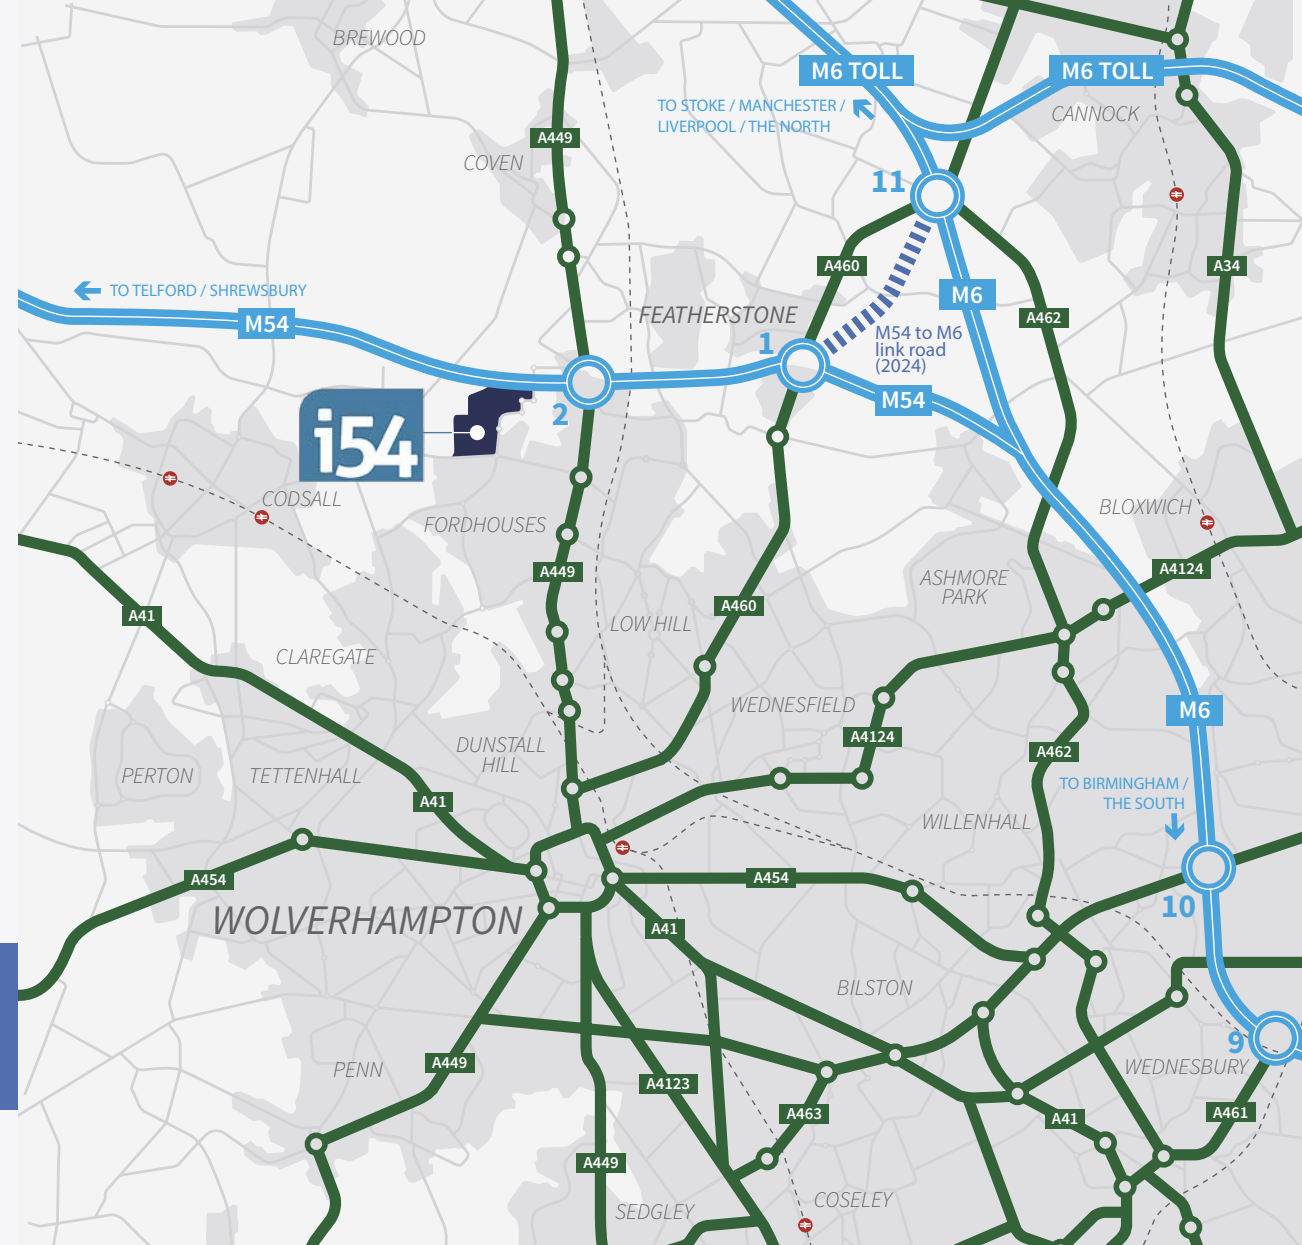 BREWOOD
M6 TOLL
M6 TOLL
TO STOKE / MANCHESTER /
LIVERPOOL / THE NORTH
CANNOCK
A449
COVEN
11
A460
A34
TO TELFORD / SHREWSBURY
M6
FEATHERSTONE
A462
M54
1
M54 to M6
link road
(2024)
M54
2
i54
CODSALL
BLOXWICH
FORDHOUSES
A449
A4124
ASHMORE
PARK
A460
A41
LOW HILL
CLAREGATE
WEDNESFIELD
M6
A4124
DUNSTALL
HILL
A462
PERTON
TETTENHALL
TO BIRMINGHAM /
THE SOUTH
A41
WILLENHALL
A454
A454
10
WOLVERHAMPTON
A41
BILSTON
9
PENN
A449
WEDNESBURY
A4123
A463
A461
A41
A449
COSELEY
SEDGLEY